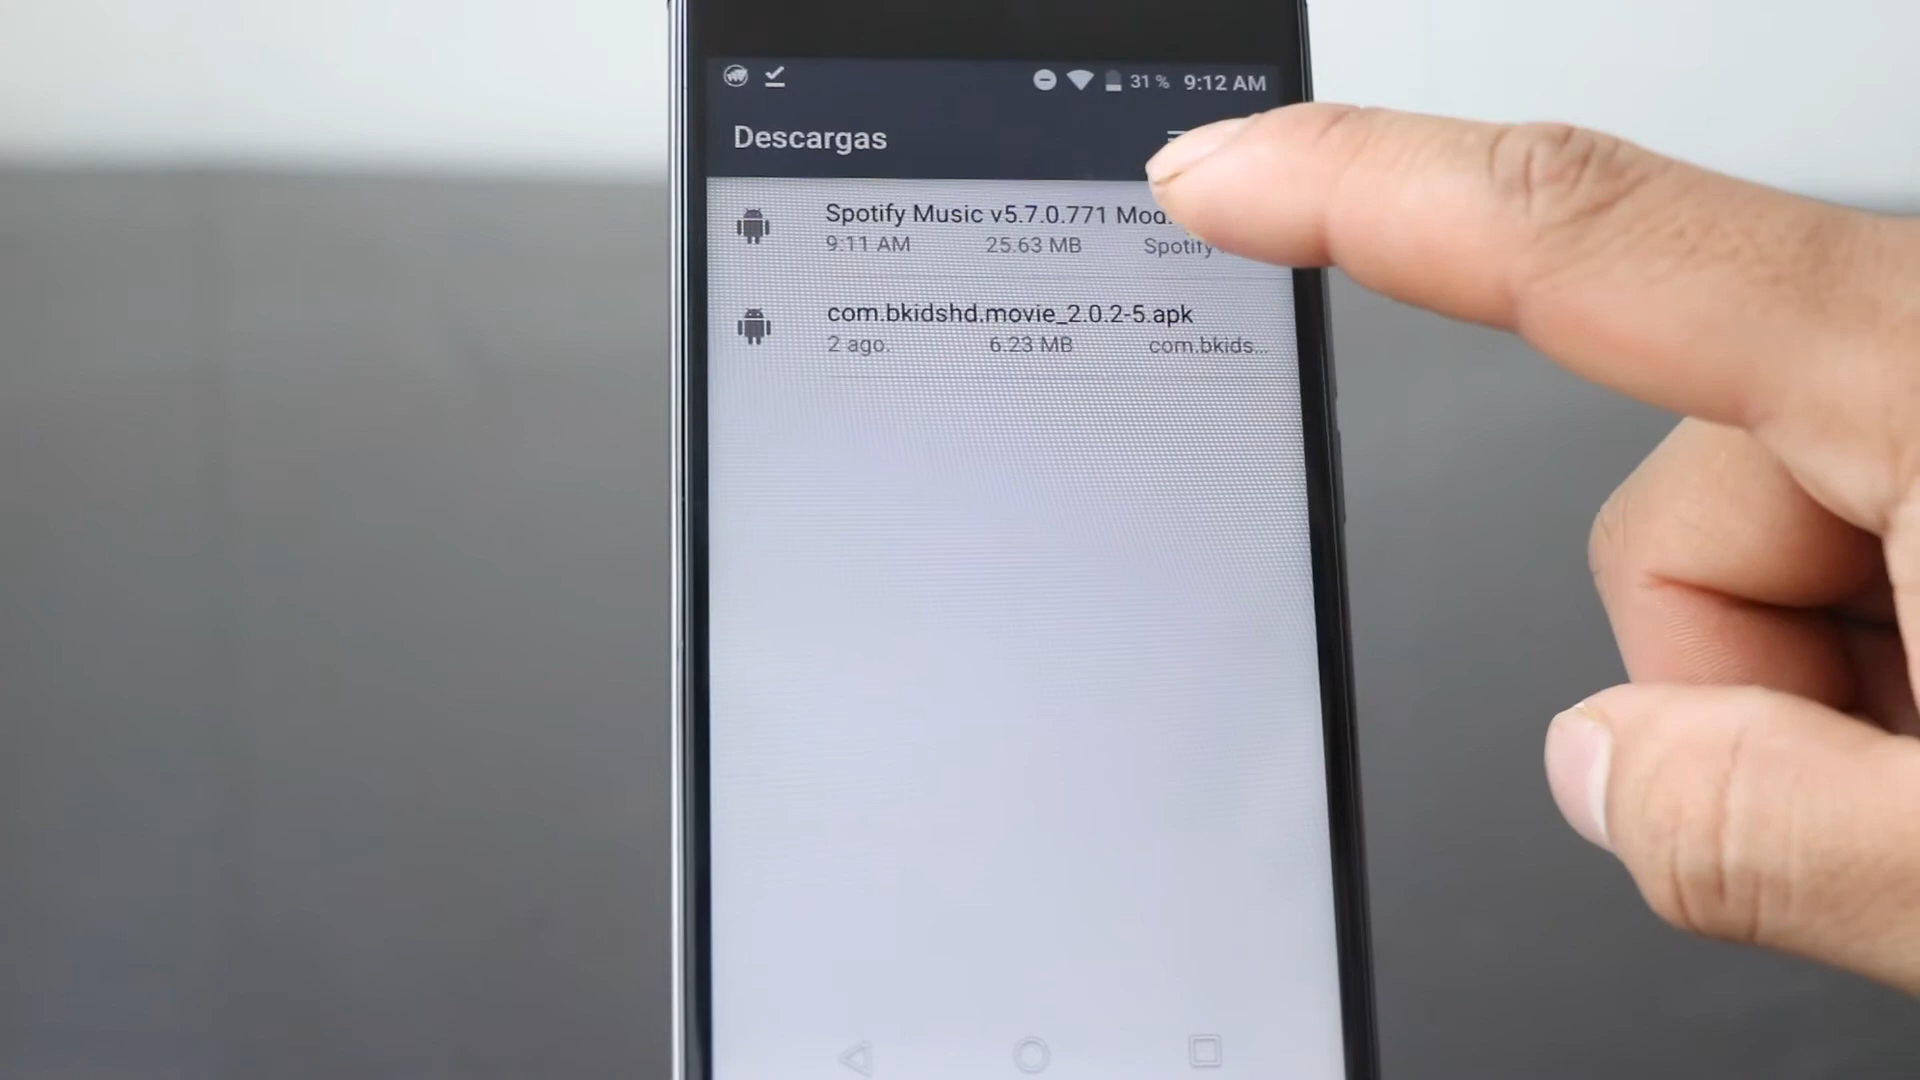 31 % 9:12 AM
Descargas
Spotify Music v5.7.0.771 Mod.
9:11 AM 25.63 MB Spotify
com.bkidshd.movie_2.0.2-5.apk
2 ago. 6.23 MB com.bkids...